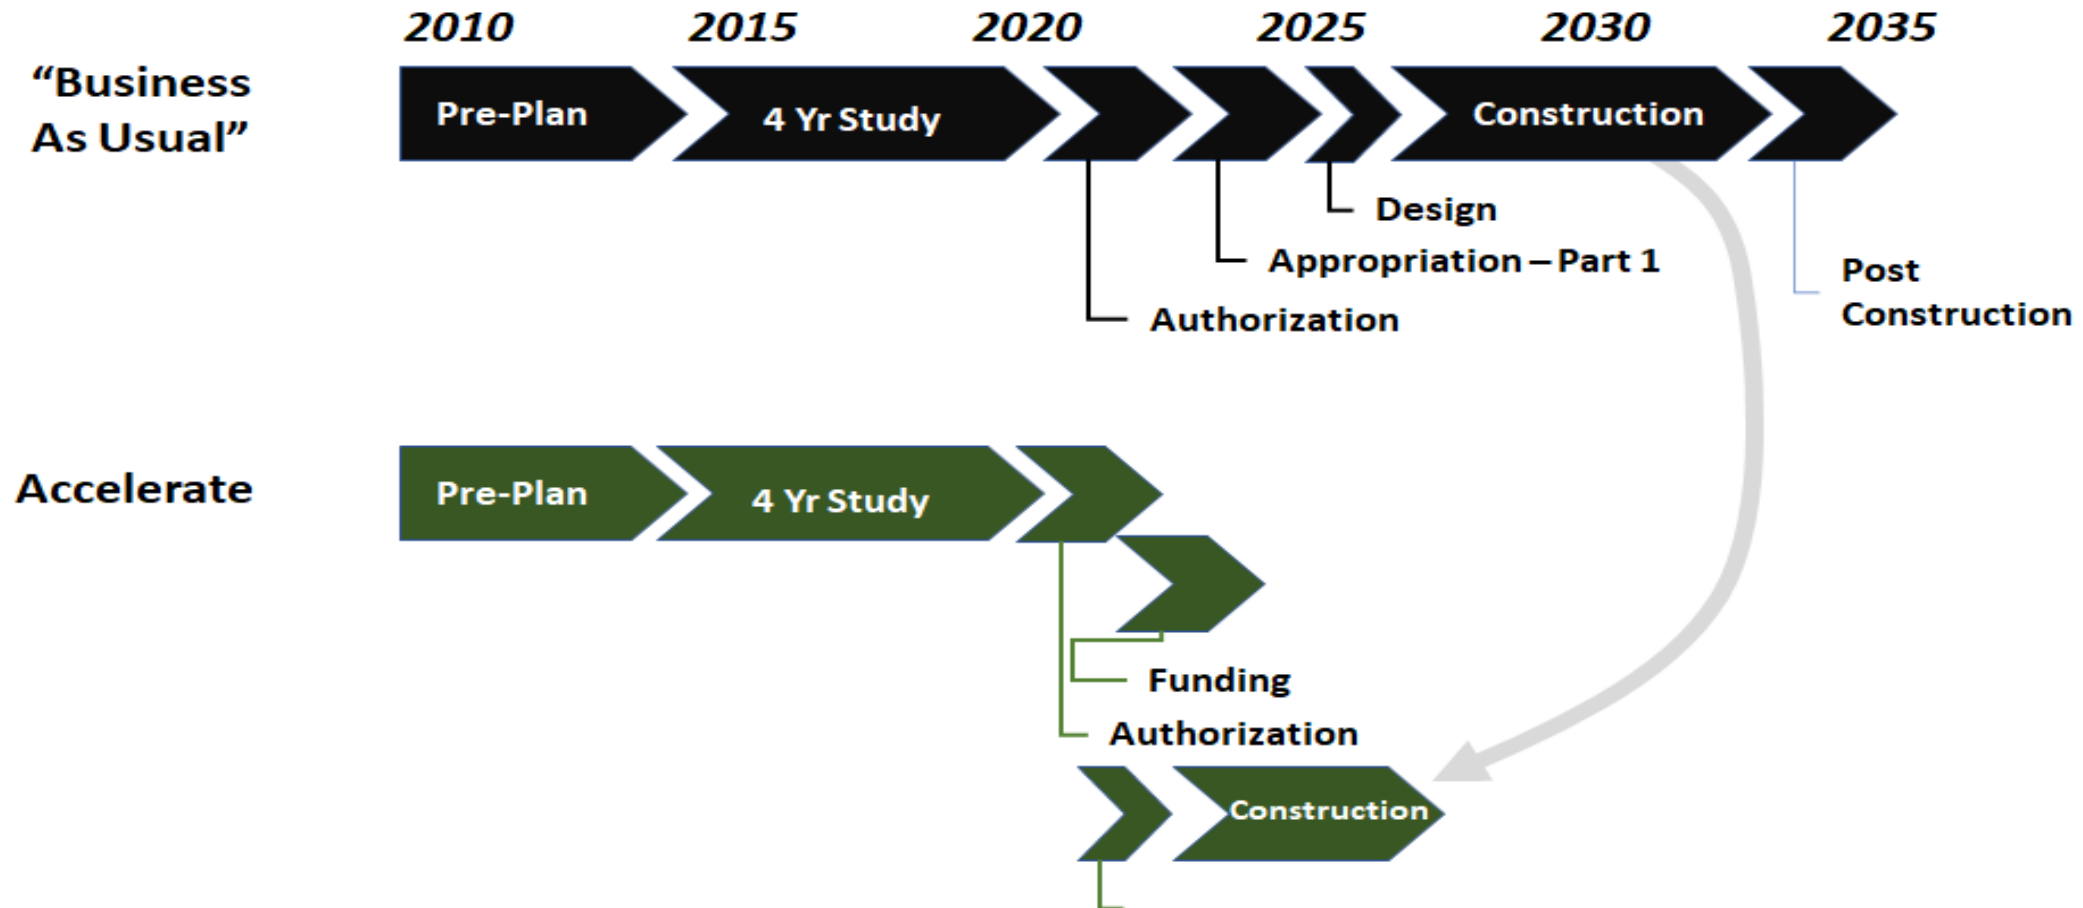 2010 2015 2020 2025 2030 2035
“Business
As Usual”
Pre-Plan
4 Yr Study
Construction
Design
Appropriation – Part 1
Authorization
Post
Construction
Accelerate
Pre-Plan
4 Yr Study
Funding
Authorization
Construction